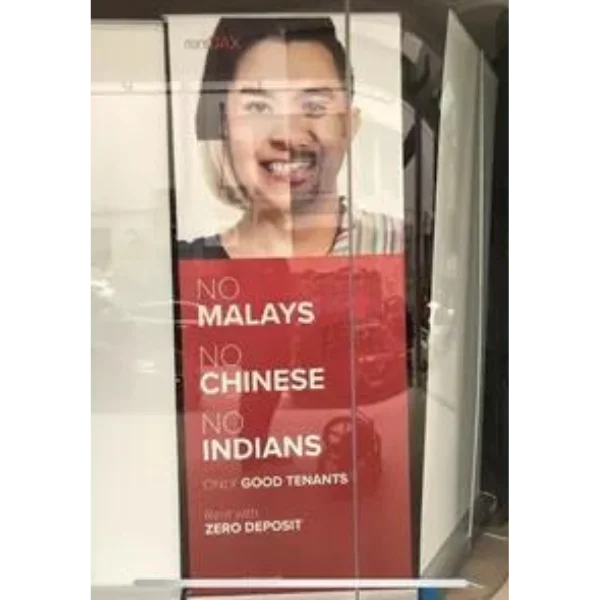 NO
MALAYS
NO
CHINESE
NO
INDIANS
ONLY GOOD TENANTS
Rent with
ZERO DEPOSIT